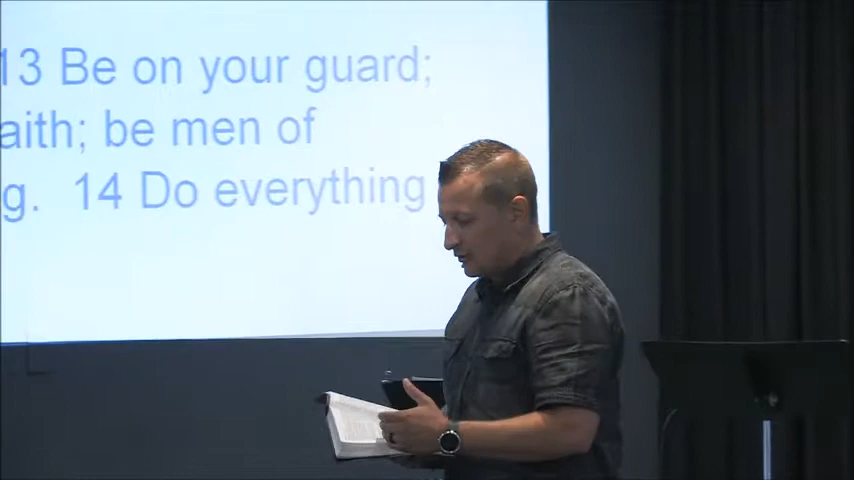 13 Be on your guard;
aith; be men of
g. 14 Do everything